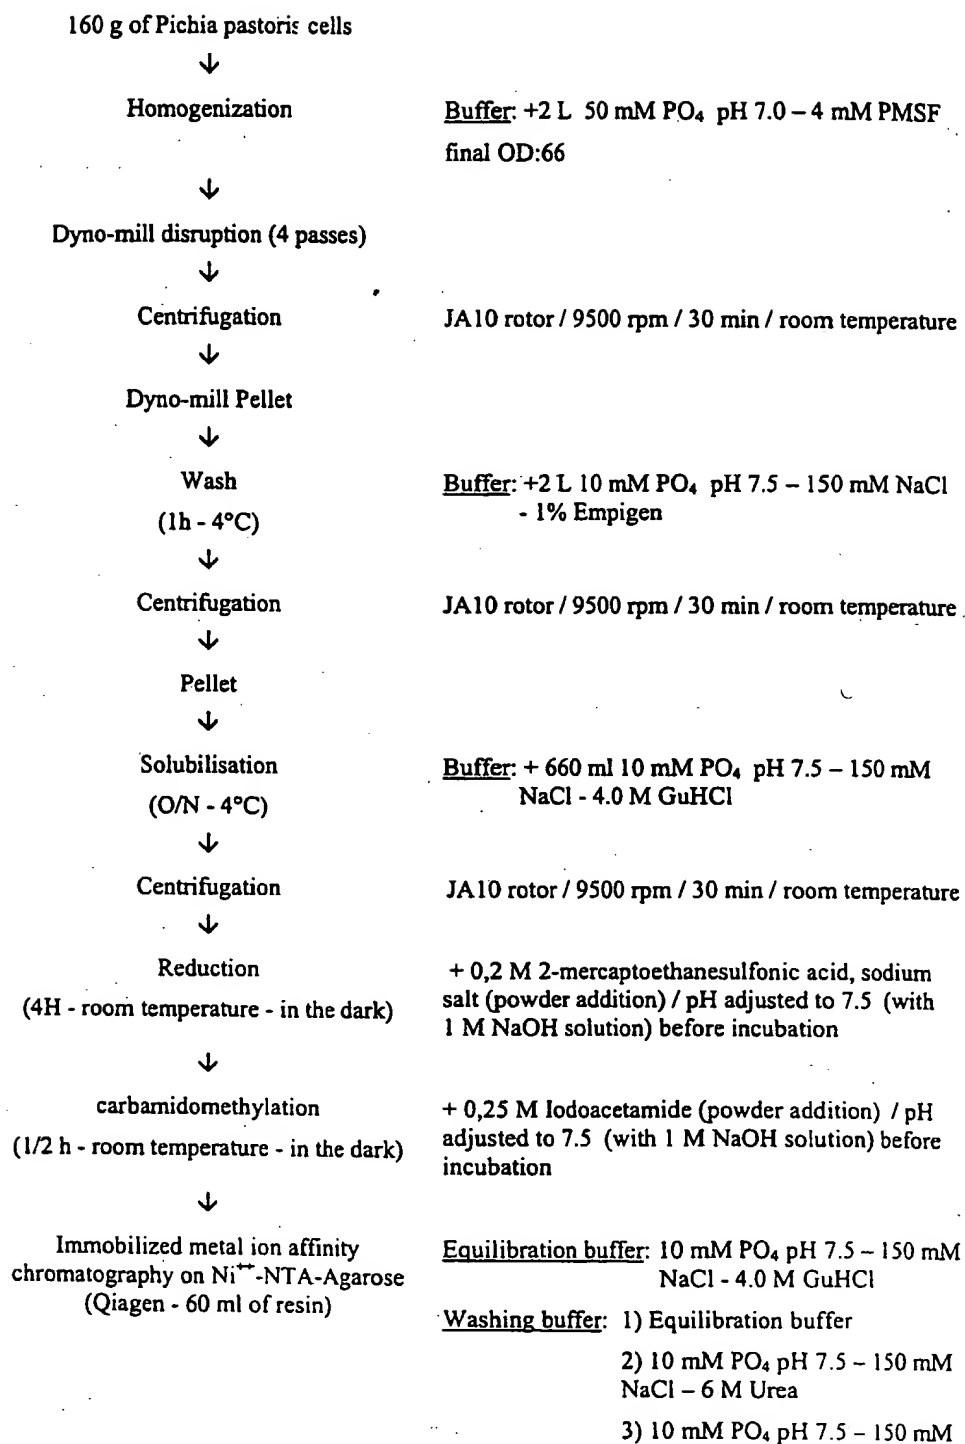 160 g of Pichia pastoris cells
↓
Homogenization
Buffer: +2 L 50 mM PO₄ pH 7.0 – 4 mM PMSF
final OD:66
↓
Dyno-mill disruption (4 passes)
↓
Centrifugation
JA10 rotor / 9500 rpm / 30 min / room temperature
↓
Dyno-mill Pellet
↓
Wash
(1h - 4°C)
Buffer: +2 L 10 mM PO₄ pH 7.5 – 150 mM NaCl
- 1% Empigen
↓
Centrifugation
JA10 rotor / 9500 rpm / 30 min / room temperature
↓
Pellet
↓
Solubilisation
(O/N - 4°C)
Buffer: + 660 ml 10 mM PO₄ pH 7.5 – 150 mM
NaCl - 4.0 M GuHCl
↓
Centrifugation
JA10 rotor / 9500 rpm / 30 min / room temperature
↓
Reduction
(4H - room temperature - in the dark)
+ 0,2 M 2-mercaptoethanesulfonic acid, sodium
salt (powder addition) / pH adjusted to 7.5 (with
1 M NaOH solution) before incubation
↓
carbamidomethylation
(1/2 h - room temperature - in the dark)
+ 0,25 M Iodoacetamide (powder addition) / pH
adjusted to 7.5 (with 1 M NaOH solution) before
incubation
↓
Immobilized metal ion affinity
chromatography on Ni⁺⁺-NTA-Agarose
(Qiagen - 60 ml of resin)
Equilibration buffer: 10 mM PO₄ pH 7.5 – 150 mM
NaCl - 4.0 M GuHCl
Washing buffer: 1) Equilibration buffer
2) 10 mM PO₄ pH 7.5 – 150 mM
NaCl – 6 M Urea
3) 10 mM PO₄ pH 7.5 – 150 mM